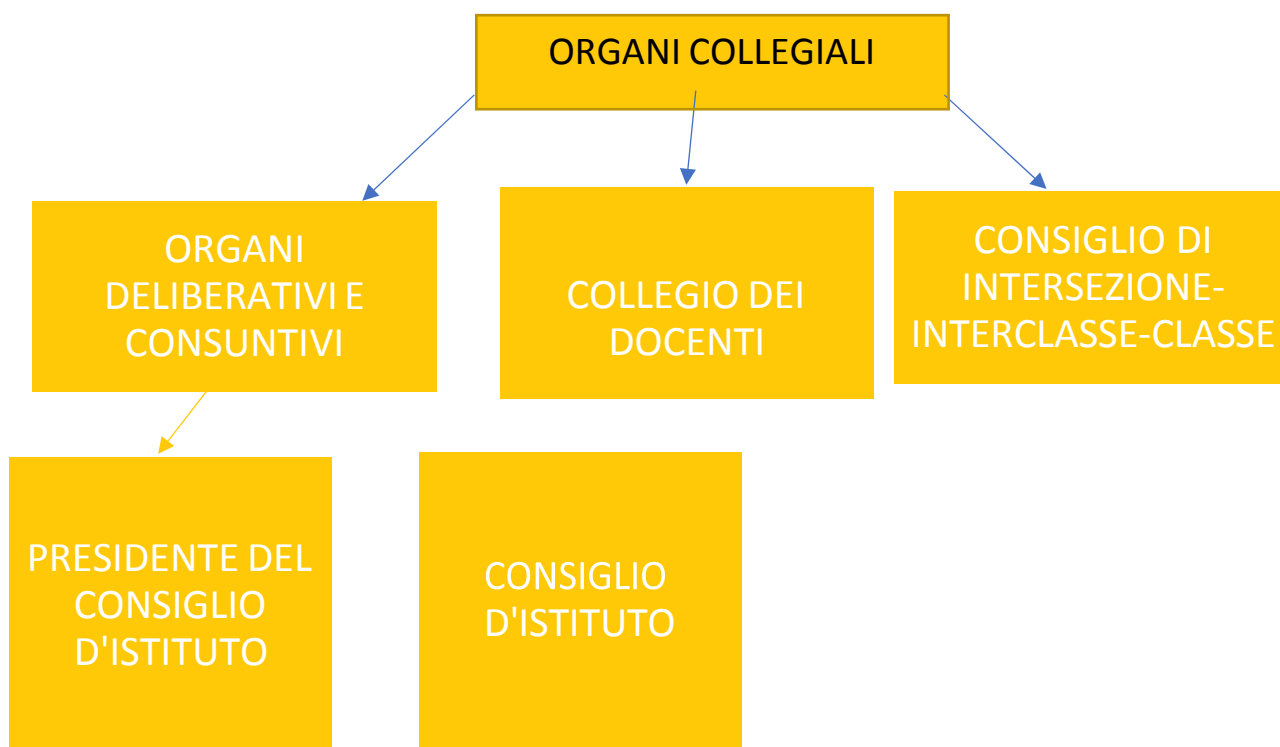 ORGANI COLLEGIALI
ORGANI
DELIBERATIVI E
CONSUNTIVI
COLLEGIO DEI
DOCENTI
CONSIGLIO DI
INTERSEZIONE-
INTERCLASSE-CLASSE
PRESIDENTE DEL
CONSIGLIO
D'ISTITUTO
CONSIGLIO
D'ISTITUTO